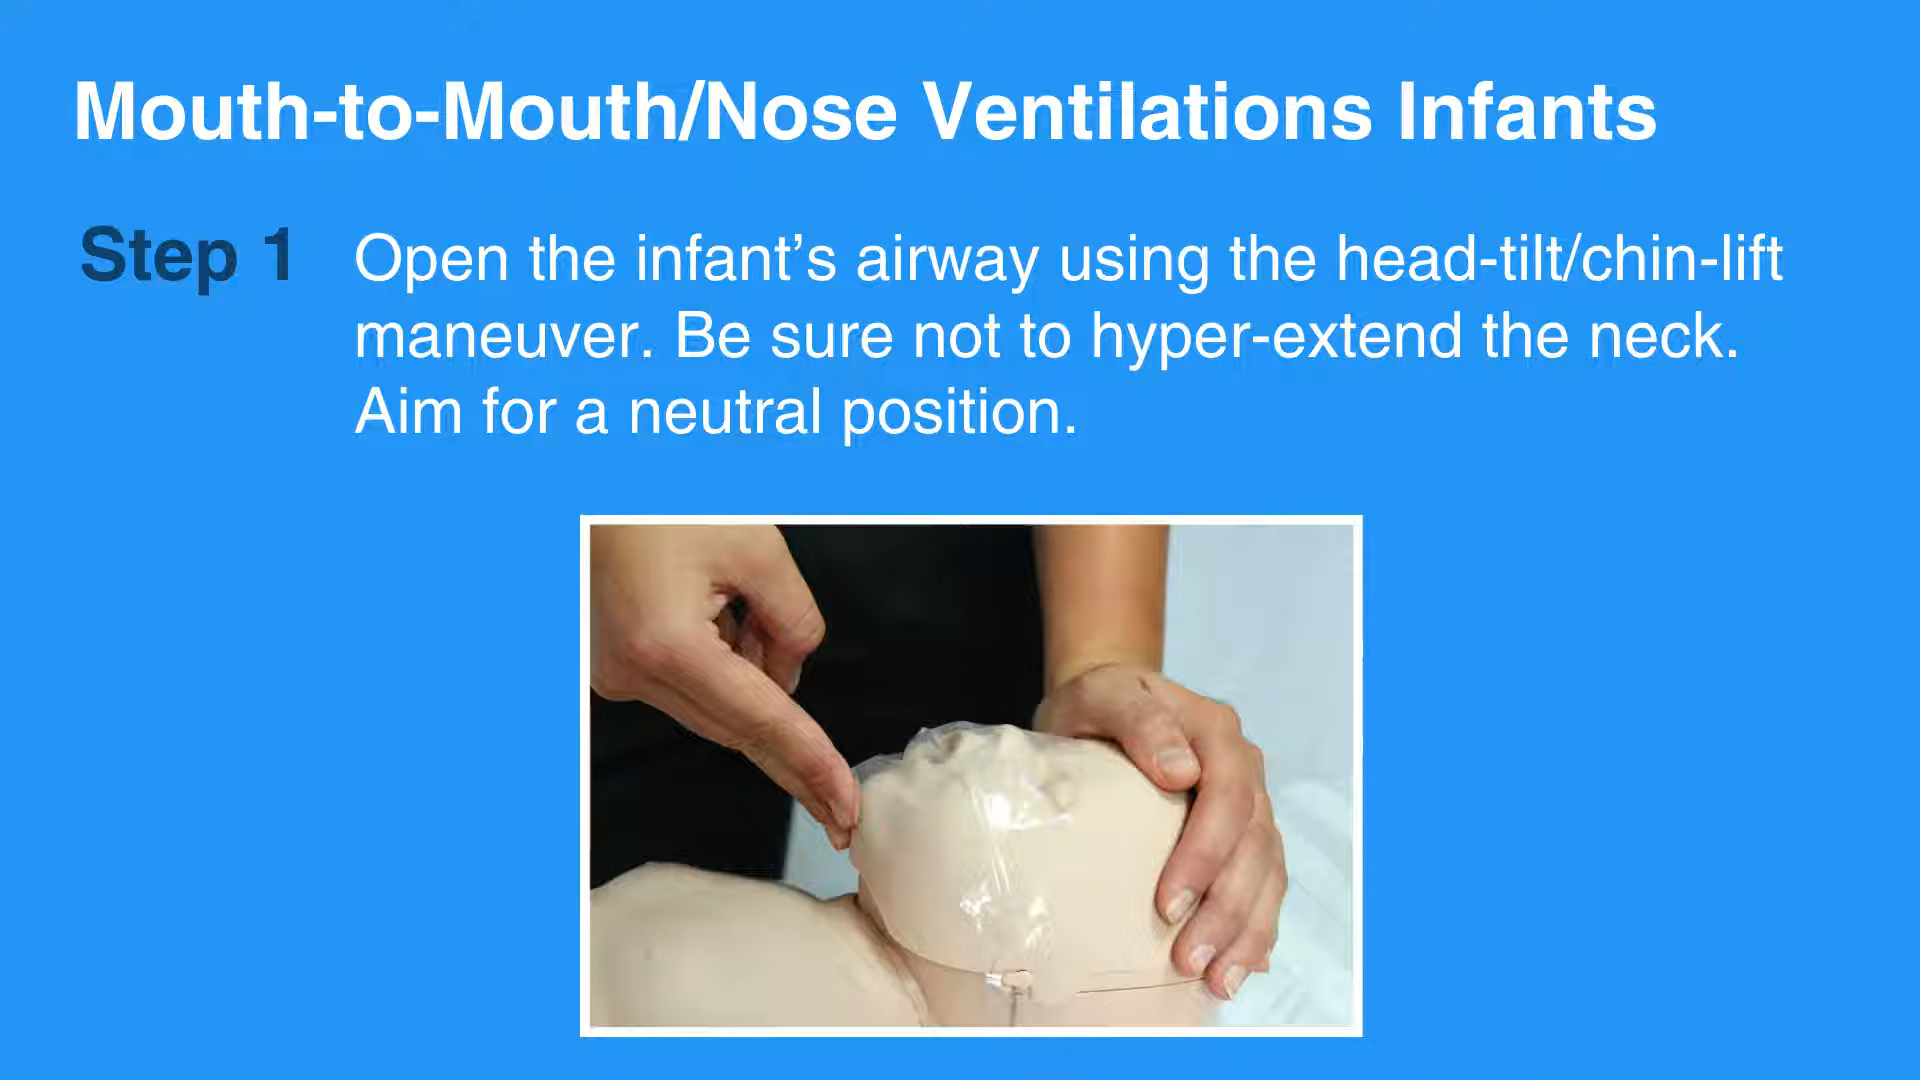 Mouth-to-Mouth/Nose Ventilations Infants
Step 1 Open the infant’s airway using the head-tilt/chin-lift
maneuver. Be sure not to hyper-extend the neck.
Aim for a neutral position.